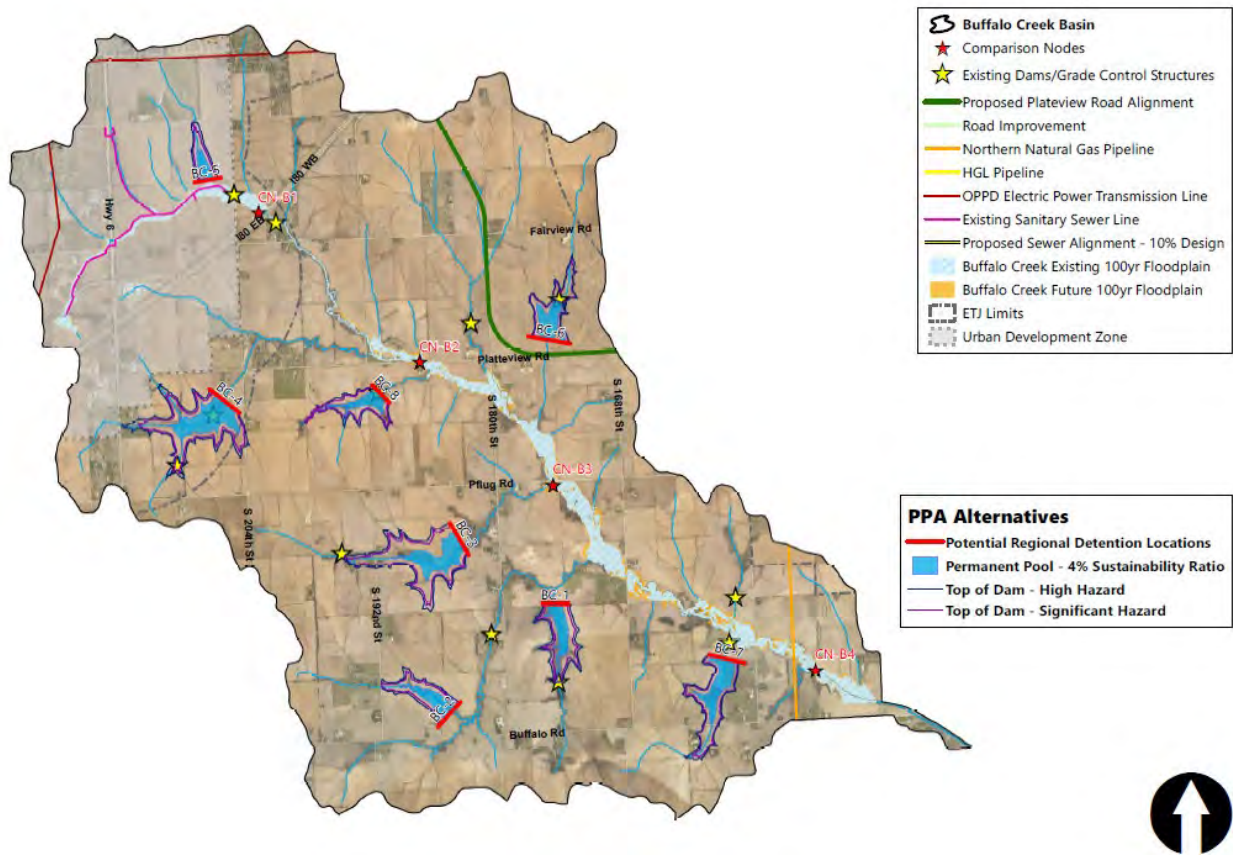 Buffalo Creek Basin
Comparison Nodes
Existing Dams/Grade Control Structures
Proposed Plateview Road Alignment
Road Improvement
Northern Natural Gas Pipeline
HGL Pipeline
OPPD Electric Power Transmission Line
Existing Sanitary Sewer Line
Proposed Sewer Alignment - 10% Design
Buffalo Creek Existing 100yr Floodplain
Buffalo Creek Future 100yr Floodplain
ETJ Limits
Urban Development Zone
BC-5
I80 WB
CN-B1
Hwy 6
I80 EB
Fairview Rd
BC-6
CN-B2
Platteview Rd
BC-4
BC-8
S 180th St
S 168th St
CN-B3
Pflug Rd
S 204th St
BC-3
S 192nd St
BC-1
BC-7
CN-B4
BC-2
Buffalo Rd
PPA Alternatives
Potential Regional Detention Locations
Permanent Pool - 4% Sustainability Ratio
Top of Dam - High Hazard
Top of Dam - Significant Hazard